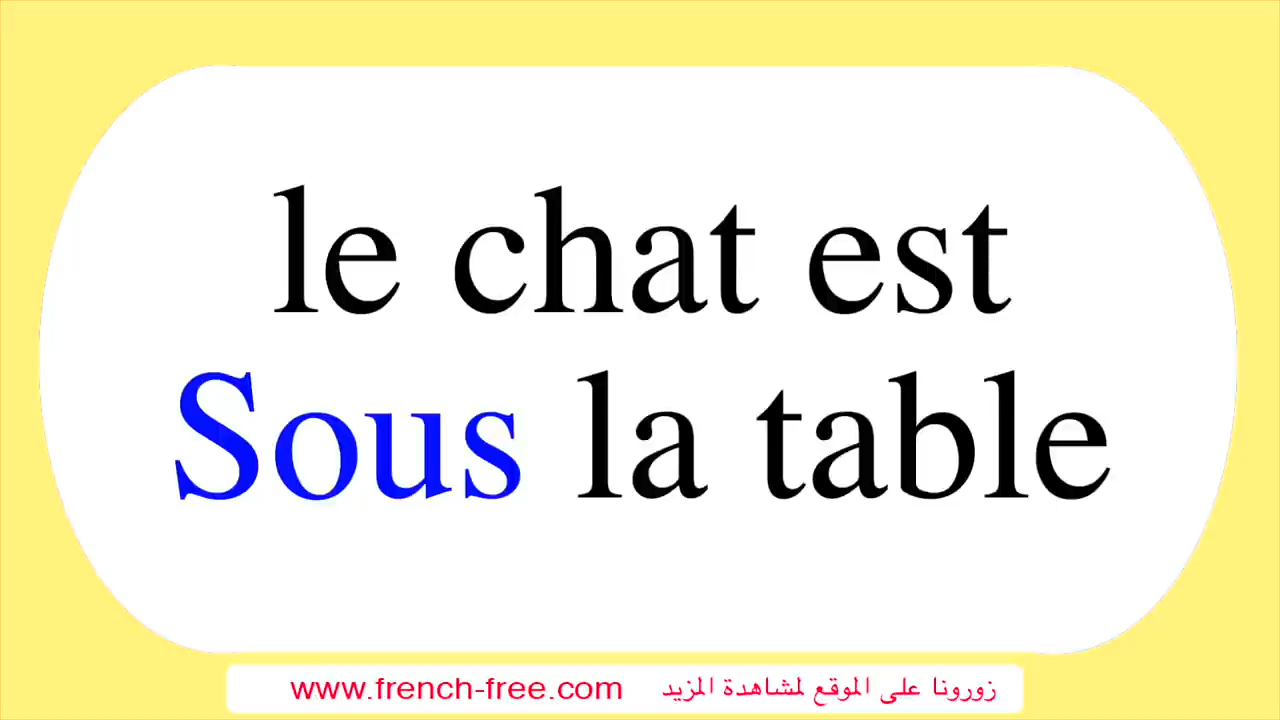 le chat est
Sous la table
www.french-free.com زورونا على الموقع لمشاهدة المزيد